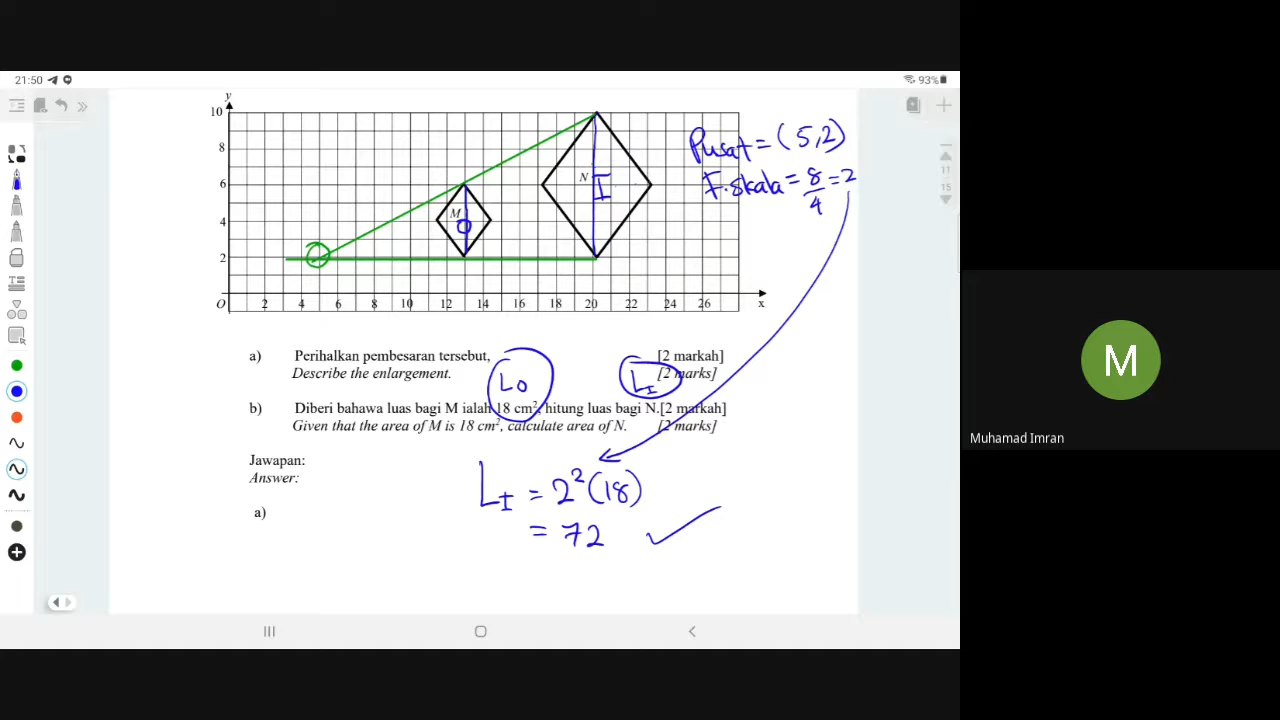 21:50
93%
y
10
8
6
4
2
O 2 4 6 8 10 12 14 16 18 20 22 24 26 x
M
O
N
I
Pusat = (5,2)
F.skala = 8/4 = 2
11
15
a) Perihalkan pembesaran tersebut, [2 markah]
Describe the enlargement. [2 marks]
LO
LI
b) Diberi bahawa luas bagi M ialah 18 cm², hitung luas bagi N.[2 markah]
Given that the area of M is 18 cm², calculate area of N. [2 marks]
Jawapan:
Answer:
LI = 2²(18)
= 72
a)
M
Muhamad Imran